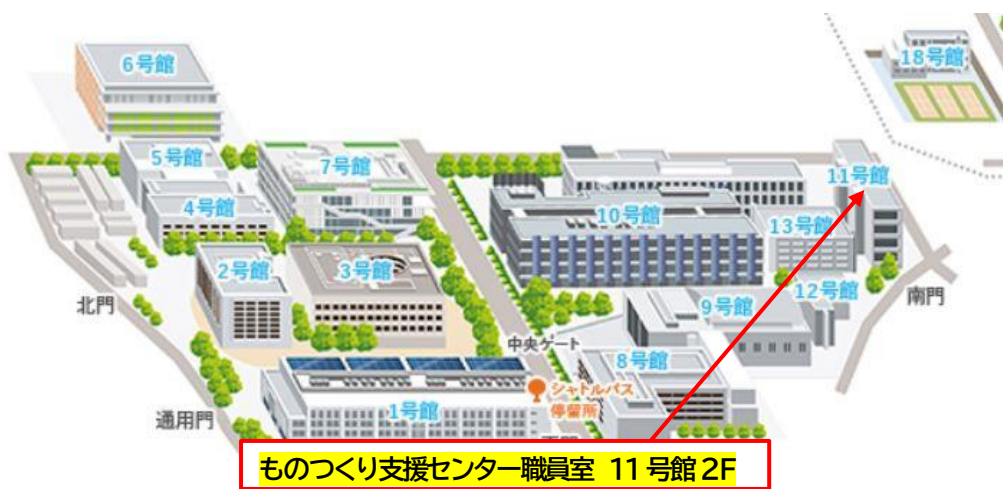 6号館
18号館
5号館
7号館
11号館
4号館
10号館
13号館
2号館
3号館
北門
12号館
南門
9号館
中央ゲート
8号館
シャトルバス
停留所
1号館
通用門
ものつくり支援センター職員室 11号館2F